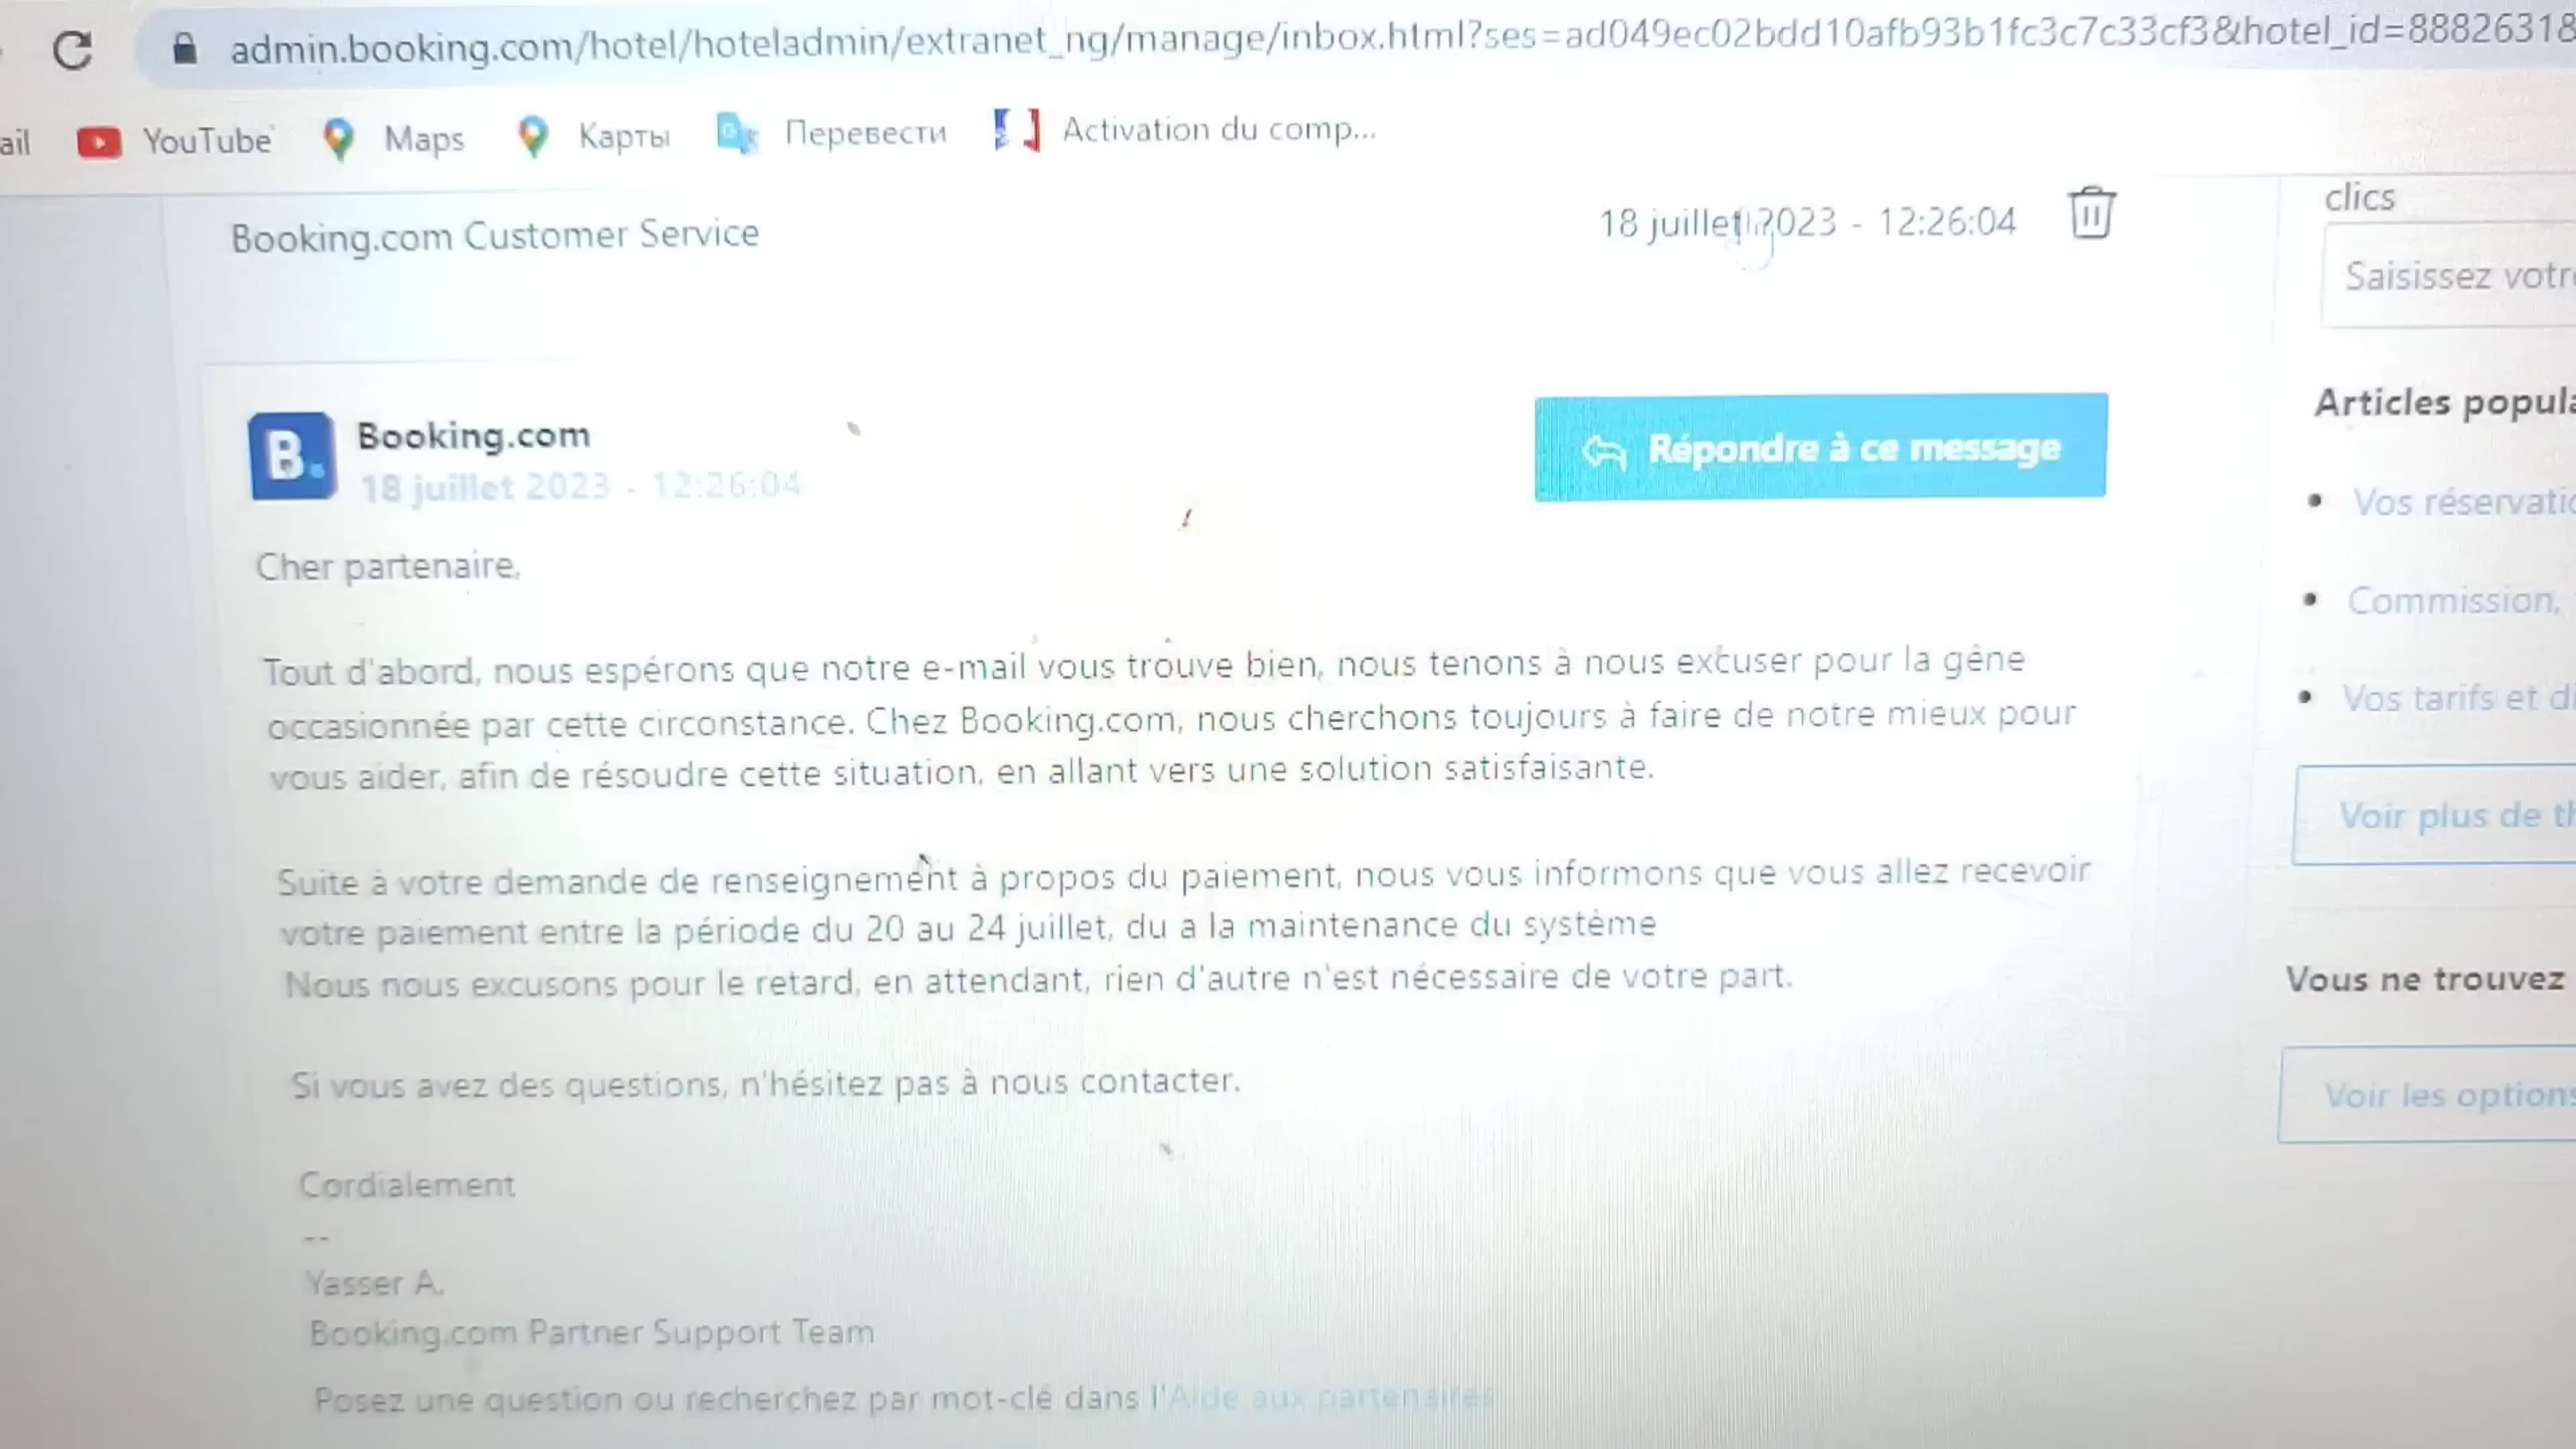 admin.booking.com/hotel/hoteladmin/extranet_ng/manage/inbox.html?ses=ad049ec02bdd10afb93b1fc3c7c33cf3&hotel_id=88826318
ail YouTube Maps Карты Перевести Activation du comp...
Booking.com Customer Service 18 juillet 2023 - 12:26:04
clics
Saisissez votre
B. Booking.com
18 juillet 2023 - 12:26:04
Répondre à ce message
Cher partenaire,
Tout d'abord, nous espérons que notre e-mail vous trouve bien, nous tenons à nous excuser pour la gêne
occasionnée par cette circonstance. Chez Booking.com, nous cherchons toujours à faire de notre mieux pour
vous aider, afin de résoudre cette situation, en allant vers une solution satisfaisante.
Suite à votre demande de renseignement à propos du paiement, nous vous informons que vous allez recevoir
votre paiement entre la période du 20 au 24 juillet, du a la maintenance du système
Nous nous excusons pour le retard, en attendant, rien d'autre n'est nécessaire de votre part.
Si vous avez des questions, n'hésitez pas à nous contacter.
Cordialement
--
Yasser A.
Booking.com Partner Support Team
Posez une question ou recherchez par mot-clé dans l'Aide aux partenaires
Articles popula
Vos réservatio
Commission,
Vos tarifs et di
Voir plus de th
Vous ne trouvez
Voir les options